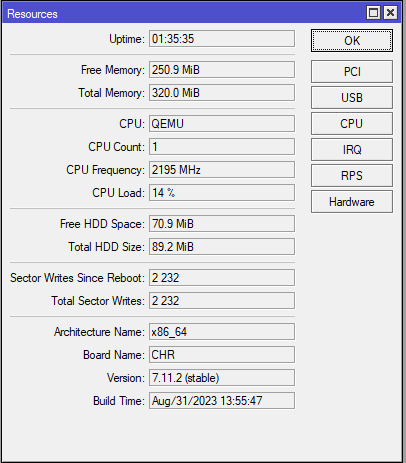 Resources
Uptime: 01:35:35
OK
Free Memory: 250.9 MiB
PCI
Total Memory: 320.0 MiB
USB
CPU: QEMU
CPU
CPU Count: 1
IRQ
CPU Frequency: 2195 MHz
RPS
CPU Load: 14 %
Hardware
Free HDD Space: 70.9 MiB
Total HDD Size: 89.2 MiB
Sector Writes Since Reboot: 2 232
Total Sector Writes: 2 232
Architecture Name: x86_64
Board Name: CHR
Version: 7.11.2 (stable)
Build Time: Aug/31/2023 13:55:47